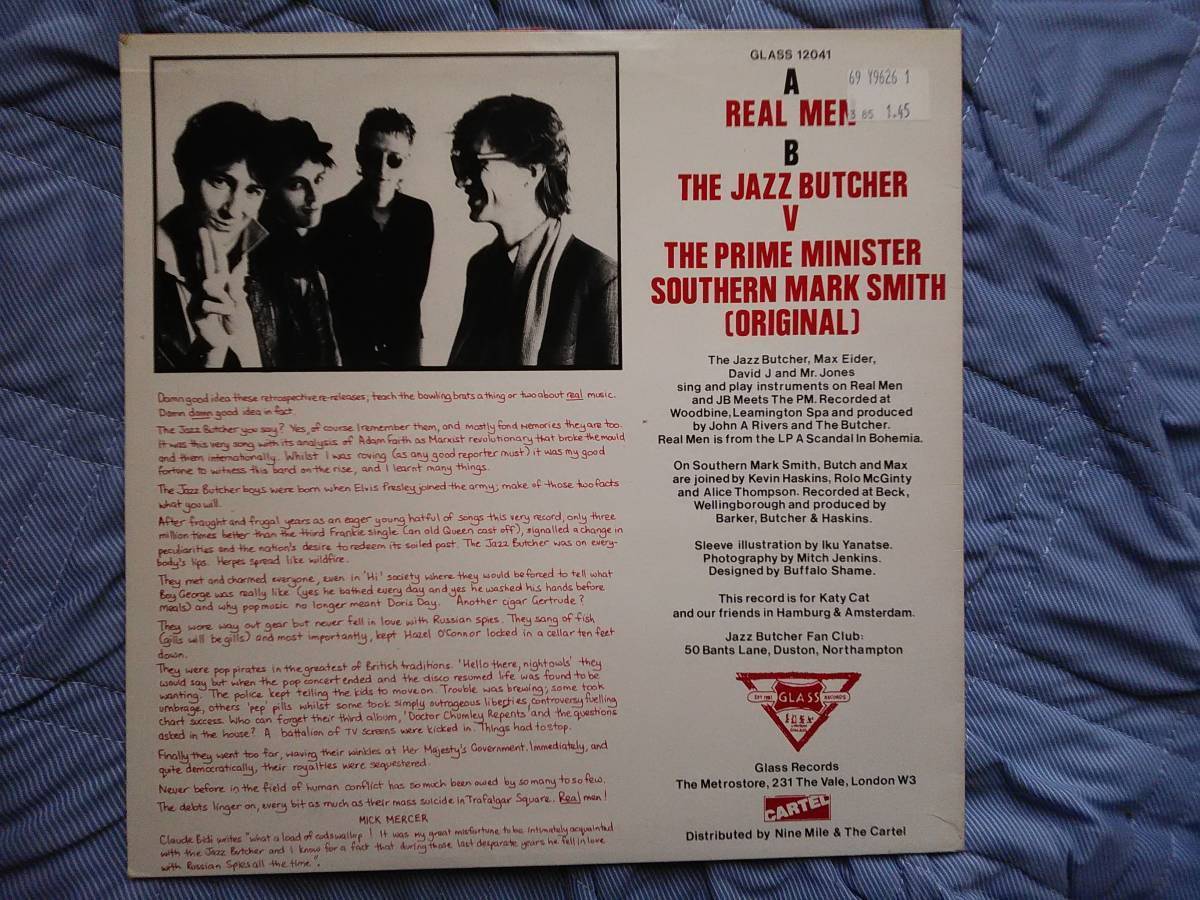 GLASS 12041
69 Y9626 1
3 85 1.45
A
REAL MEN
B
THE JAZZ BUTCHER
V
THE PRIME MINISTER
SOUTHERN MARK SMITH
(ORIGINAL)
The Jazz Butcher, Max Eider,
David J and Mr. Jones
sing and play instruments on Real Men
and JB Meets The PM. Recorded at
Woodbine, Leamington Spa and produced
by John A Rivers and The Butcher.
Real Men is from the LP A Scandal In Bohemia.
On Southern Mark Smith, Butch and Max
are joined by Kevin Haskins, Rolo McGinty
and Alice Thompson. Recorded at Beck,
Wellingborough and produced by
Barker, Butcher & Haskins.
Sleeve illustration by Iku Yanatse.
Photography by Mitch Jenkins.
Designed by Buffalo Shame.
This record is for Katy Cat
and our friends in Hamburg & Amsterdam.
Jazz Butcher Fan Club:
50 Bants Lane, Duston, Northampton
GLASS
RECORDS
Glass Records
The Metrostore, 231 The Vale, London W3
CARTEL
Distributed by Nine Mile & The Cartel
Damn good idea these retrospective re-releases; teach the bawling brats a thing or two about real music.
Damn damn good idea in fact.
The Jazz Butcher you say? Yes, of course I remember them, and mostly fond memories they are too.
It was this very song with its analysis of Adam Faith as Marxist revolutionary that broke the mould
and them internationally. Whilst I was roving (as any good reporter must) it was my good
fortune to witness this band on the rise, and I learnt many things.
The Jazz Butcher boys were born when Elvis Presley joined the army; make of those two facts
what you will.
After fraught and frugal years as an eager young hatful of songs this very record, only three
million times better than the third Frankie single (an old Queen cast off), signalled a change in
peculiarities and the nation's desire to redeem its soiled past. The Jazz Butcher was on every-
body's lips. Herpes spread like wildfire.
They met and charmed everyone, even in 'Hi' society where they would be forced to tell what
Boy George was really like (yes he bathed every day and yes he washed his hands before
meals) and why pop music no longer meant Doris Day. Another cigar Gertrude?
They wore way out gear but never fell in love with Russian spies. They sang of fish
(gills will be gills) and most importantly, kept Hazel O'Connor locked in a cellar ten feet
down.
They were pop pirates in the greatest of British traditions. 'Hello there, nightowls' they
would say but when the pop concert ended and the disco resumed life was found to be
wanting. The police kept telling the kids to move on. Trouble was brewing; some took
umbrage, others 'pep' pills whilst some took simply outrageous liberties, controversy fuelling
chart success. Who can forget their third album, 'Doctor Chumley Repents' and the questions
asked in the house? A battalion of TV screens were kicked in. Things had to stop.
Finally they went too far, waving their winkles at Her Majesty's Government. Immediately, and
quite democratically, their royalties were sequestered.
Never before in the field of human conflict has so much been owed by so many to so few.
The debts linger on, every bit as much as their mass suicide in Trafalgar Square. Real men!
MICK MERCER
Claude Bidi writes "what a load of codswallop! It was my great misfortune to be intimately acquainted
with the Jazz Butcher and I know for a fact that during those last desparate years he fell in love
with Russian Spies all the time".